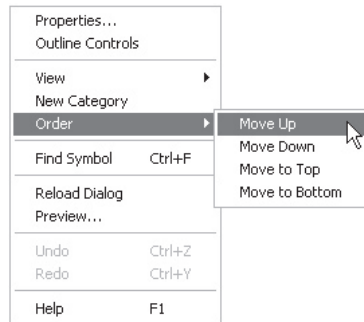 Properties...
Outline Controls
View
New Category
Order
Find Symbol Ctrl+F
Reload Dialog
Preview...
Undo Ctrl+Z
Redo Ctrl+Y
Help F1
Move Up
Move Down
Move to Top
Move to Bottom